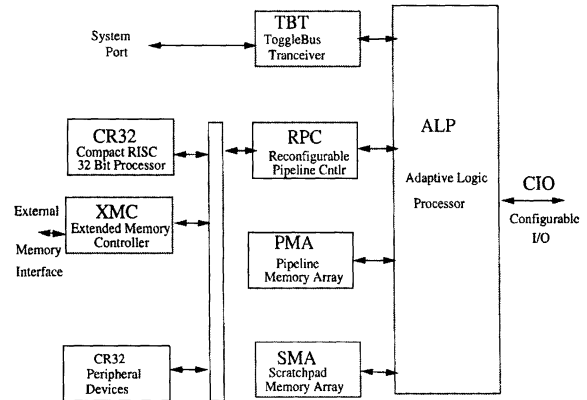 System
Port
TBT
ToggleBus
Tranceiver
CR32
Compact RISC
32 Bit Processor
RPC
Reconfigurable
Pipeline Cntlr
ALP
Adaptive Logic
Processor
CIO
Configurable
I/O
External
Memory
Interface
XMC
Extended Memory
Controller
PMA
Pipeline
Memory Array
CR32
Peripheral
Devices
SMA
Scratchpad
Memory Array